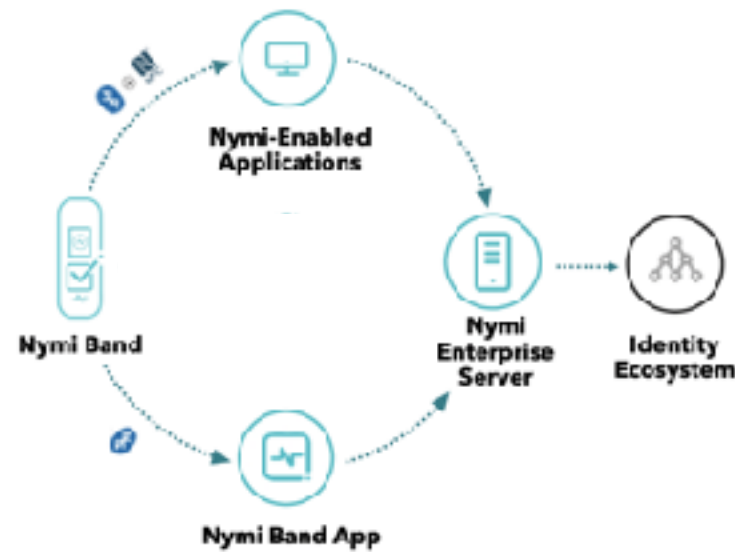 Nymi-Enabled
Applications
Nymi Band
Nymi
Enterprise
Server
Identity
Ecosystem
Nymi Band App